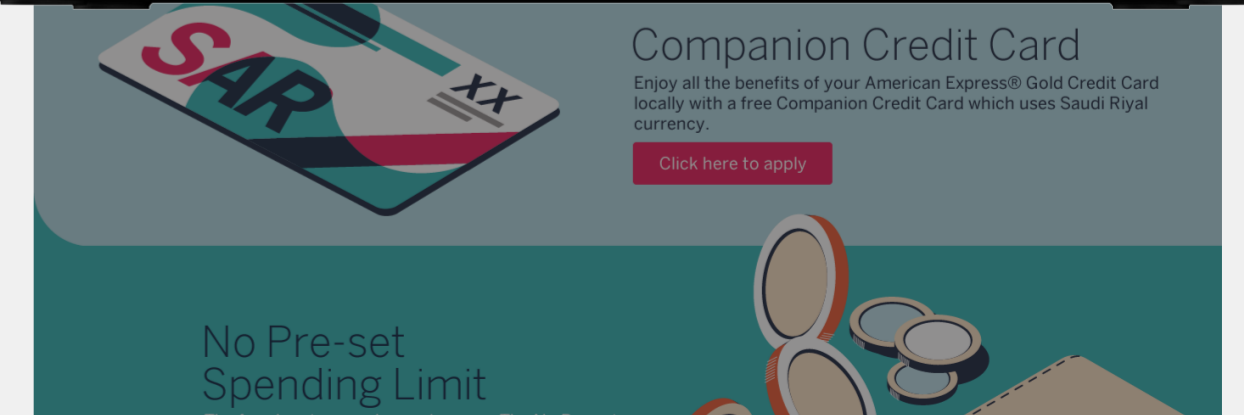 SAR
XX
Companion Credit Card
Enjoy all the benefits of your American Express® Gold Credit Card
locally with a free Companion Credit Card which uses Saudi Riyal
currency.
Click here to apply
No Pre-set
Spending Limit